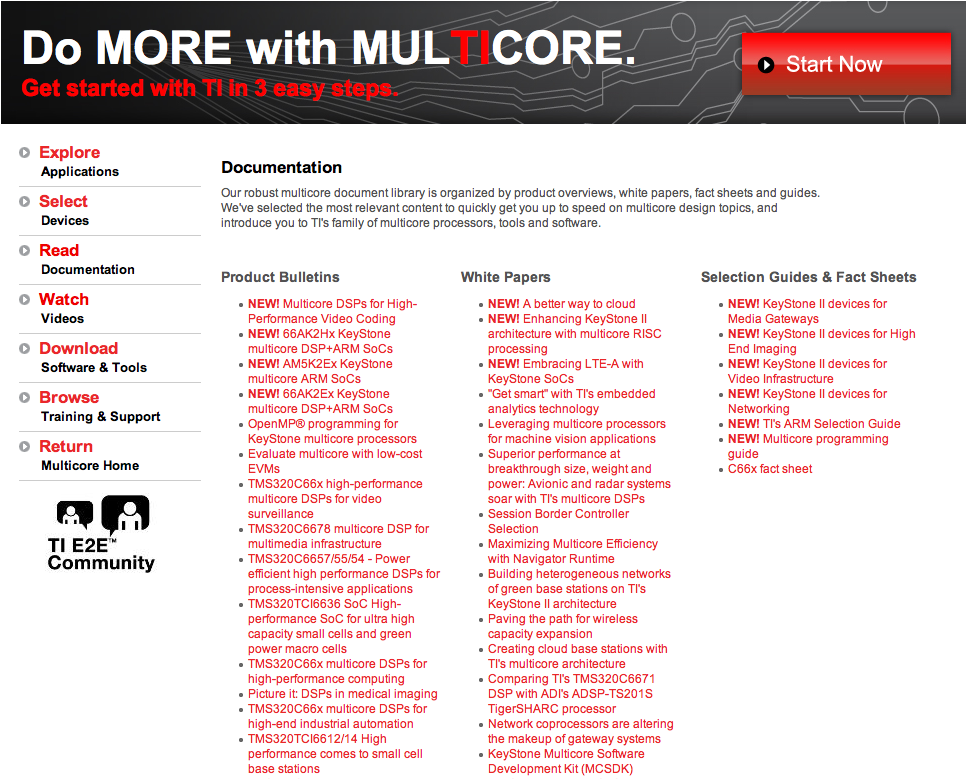 Do MORE with MULTICORE.
Get started with TI in 3 easy steps.
Start Now
Explore
Applications
Select
Devices
Read
Documentation
Watch
Videos
Download
Software & Tools
Browse
Training & Support
Return
Multicore Home
TI E2E™
Community
Documentation
Our robust multicore document library is organized by product overviews, white papers, fact sheets and guides.
We've selected the most relevant content to quickly get you up to speed on multicore design topics, and
introduce you to TI's family of multicore processors, tools and software.
Product Bulletins
NEW! Multicore DSPs for High-
Performance Video Coding
NEW! 66AK2Hx KeyStone
multicore DSP+ARM SoCs
NEW! AM5K2Ex KeyStone
multicore ARM SoCs
NEW! 66AK2Ex KeyStone
multicore DSP+ARM SoCs
OpenMP® programming for
KeyStone multicore processors
Evaluate multicore with low-cost
EVMs
TMS320C66x high-performance
multicore DSPs for video
surveillance
TMS320C6678 multicore DSP for
multimedia infrastructure
TMS320C6657/55/54 - Power
efficient high performance DSPs for
process-intensive applications
TMS320TCI6636 SoC High-
performance SoC for ultra high
capacity small cells and green
power macro cells
TMS320C66x multicore DSPs for
high-performance computing
Picture it: DSPs in medical imaging
TMS320C66x multicore DSPs for
high-end industrial automation
TMS320TCI6612/14 High
performance comes to small cell
base stations
White Papers
NEW! A better way to cloud
NEW! Enhancing KeyStone II
architecture with multicore RISC
processing
NEW! Embracing LTE-A with
KeyStone SoCs
"Get smart" with TI's embedded
analytics technology
Leveraging multicore processors
for machine vision applications
Superior performance at
breakthrough size, weight and
power: Avionic and radar systems
soar with TI's multicore DSPs
Session Border Controller
Selection
Maximizing Multicore Efficiency
with Navigator Runtime
Building heterogeneous networks
of green base stations on TI's
KeyStone II architecture
Paving the path for wireless
capacity expansion
Creating cloud base stations with
TI's multicore architecture
Comparing TI's TMS320C6671
DSP with ADI's ADSP-TS201S
TigerSHARC processor
Network coprocessors are altering
the makeup of gateway systems
KeyStone Multicore Software
Development Kit (MCSDK)
Selection Guides & Fact Sheets
NEW! KeyStone II devices for
Media Gateways
NEW! KeyStone II devices for High
End Imaging
NEW! KeyStone II devices for
Video Infrastructure
NEW! KeyStone II devices for
Networking
NEW! TI's ARM Selection Guide
NEW! Multicore programming
guide
C66x fact sheet